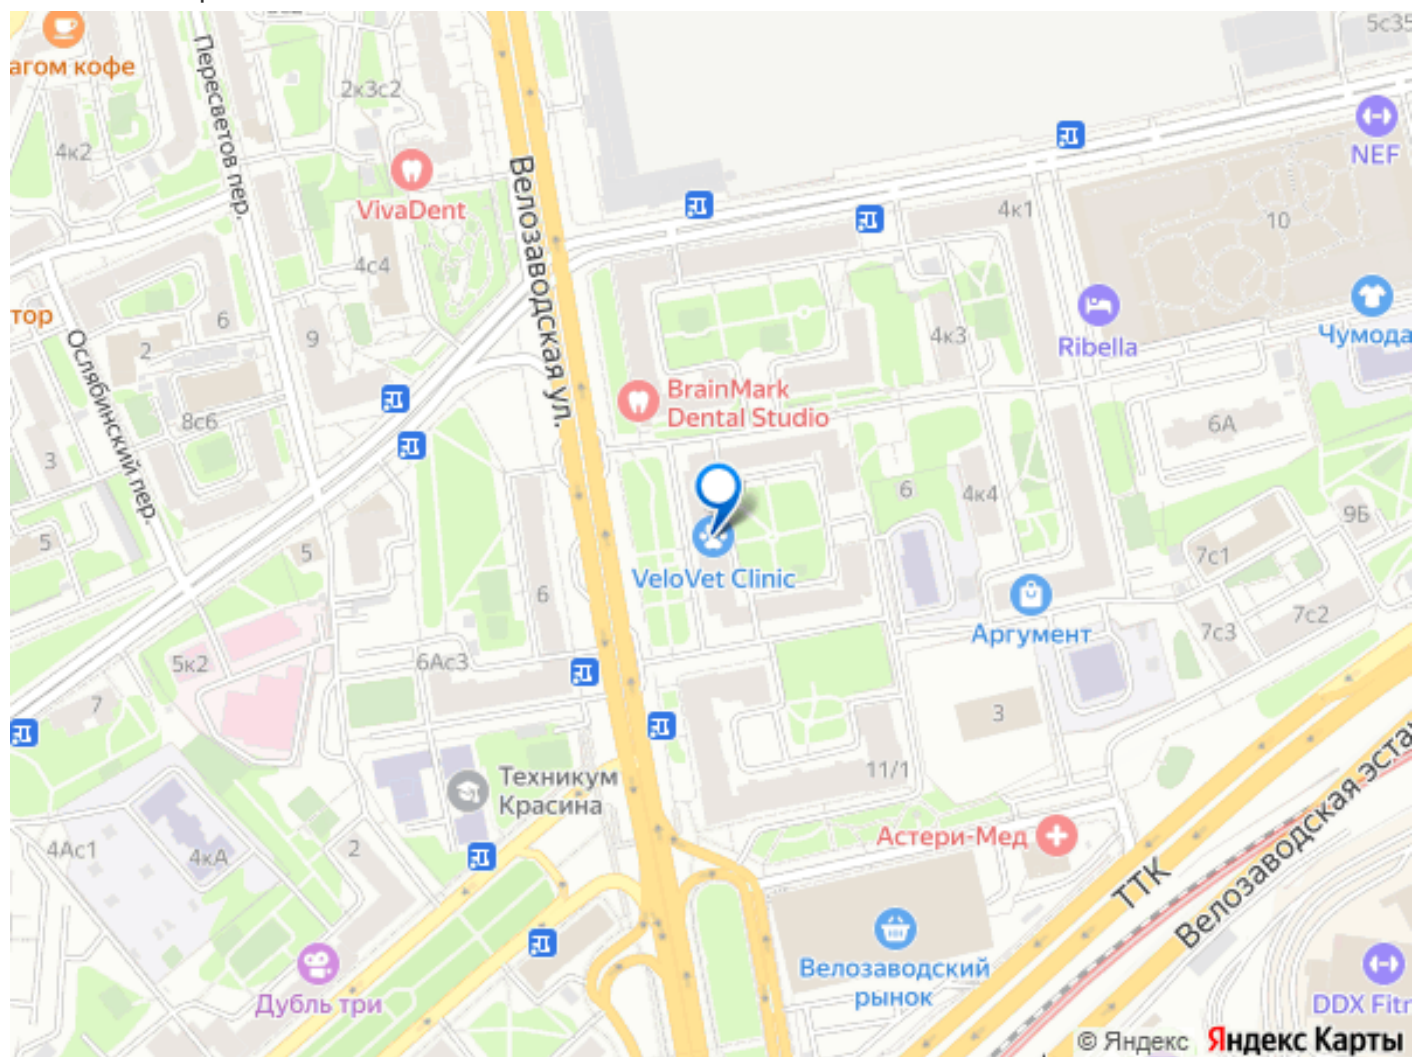 5с35
агом кофе
Пересветов пер.
2к3с2
4к2
NEF
VivaDent
Велозаводская ул.
4к1
10
4с4
тор
6
9
2
4к3
Ribella
Чумода
Ослябинский пер.
BrainMark
Dental Studio
8с6
6А
3
6
4к4
9Б
5
5
7с1
VeloVet Clinic
6
Аргумент
7с2
7с3
5к2
6Ас3
7
3
11/1
Техникум
Красина
Велозаводская эста
Астери-Мед
4Ас1
4кА
2
ТТК
Велозаводский
рынок
Дубль три
DDX Fitr
© Яндекс Яндекс Карты